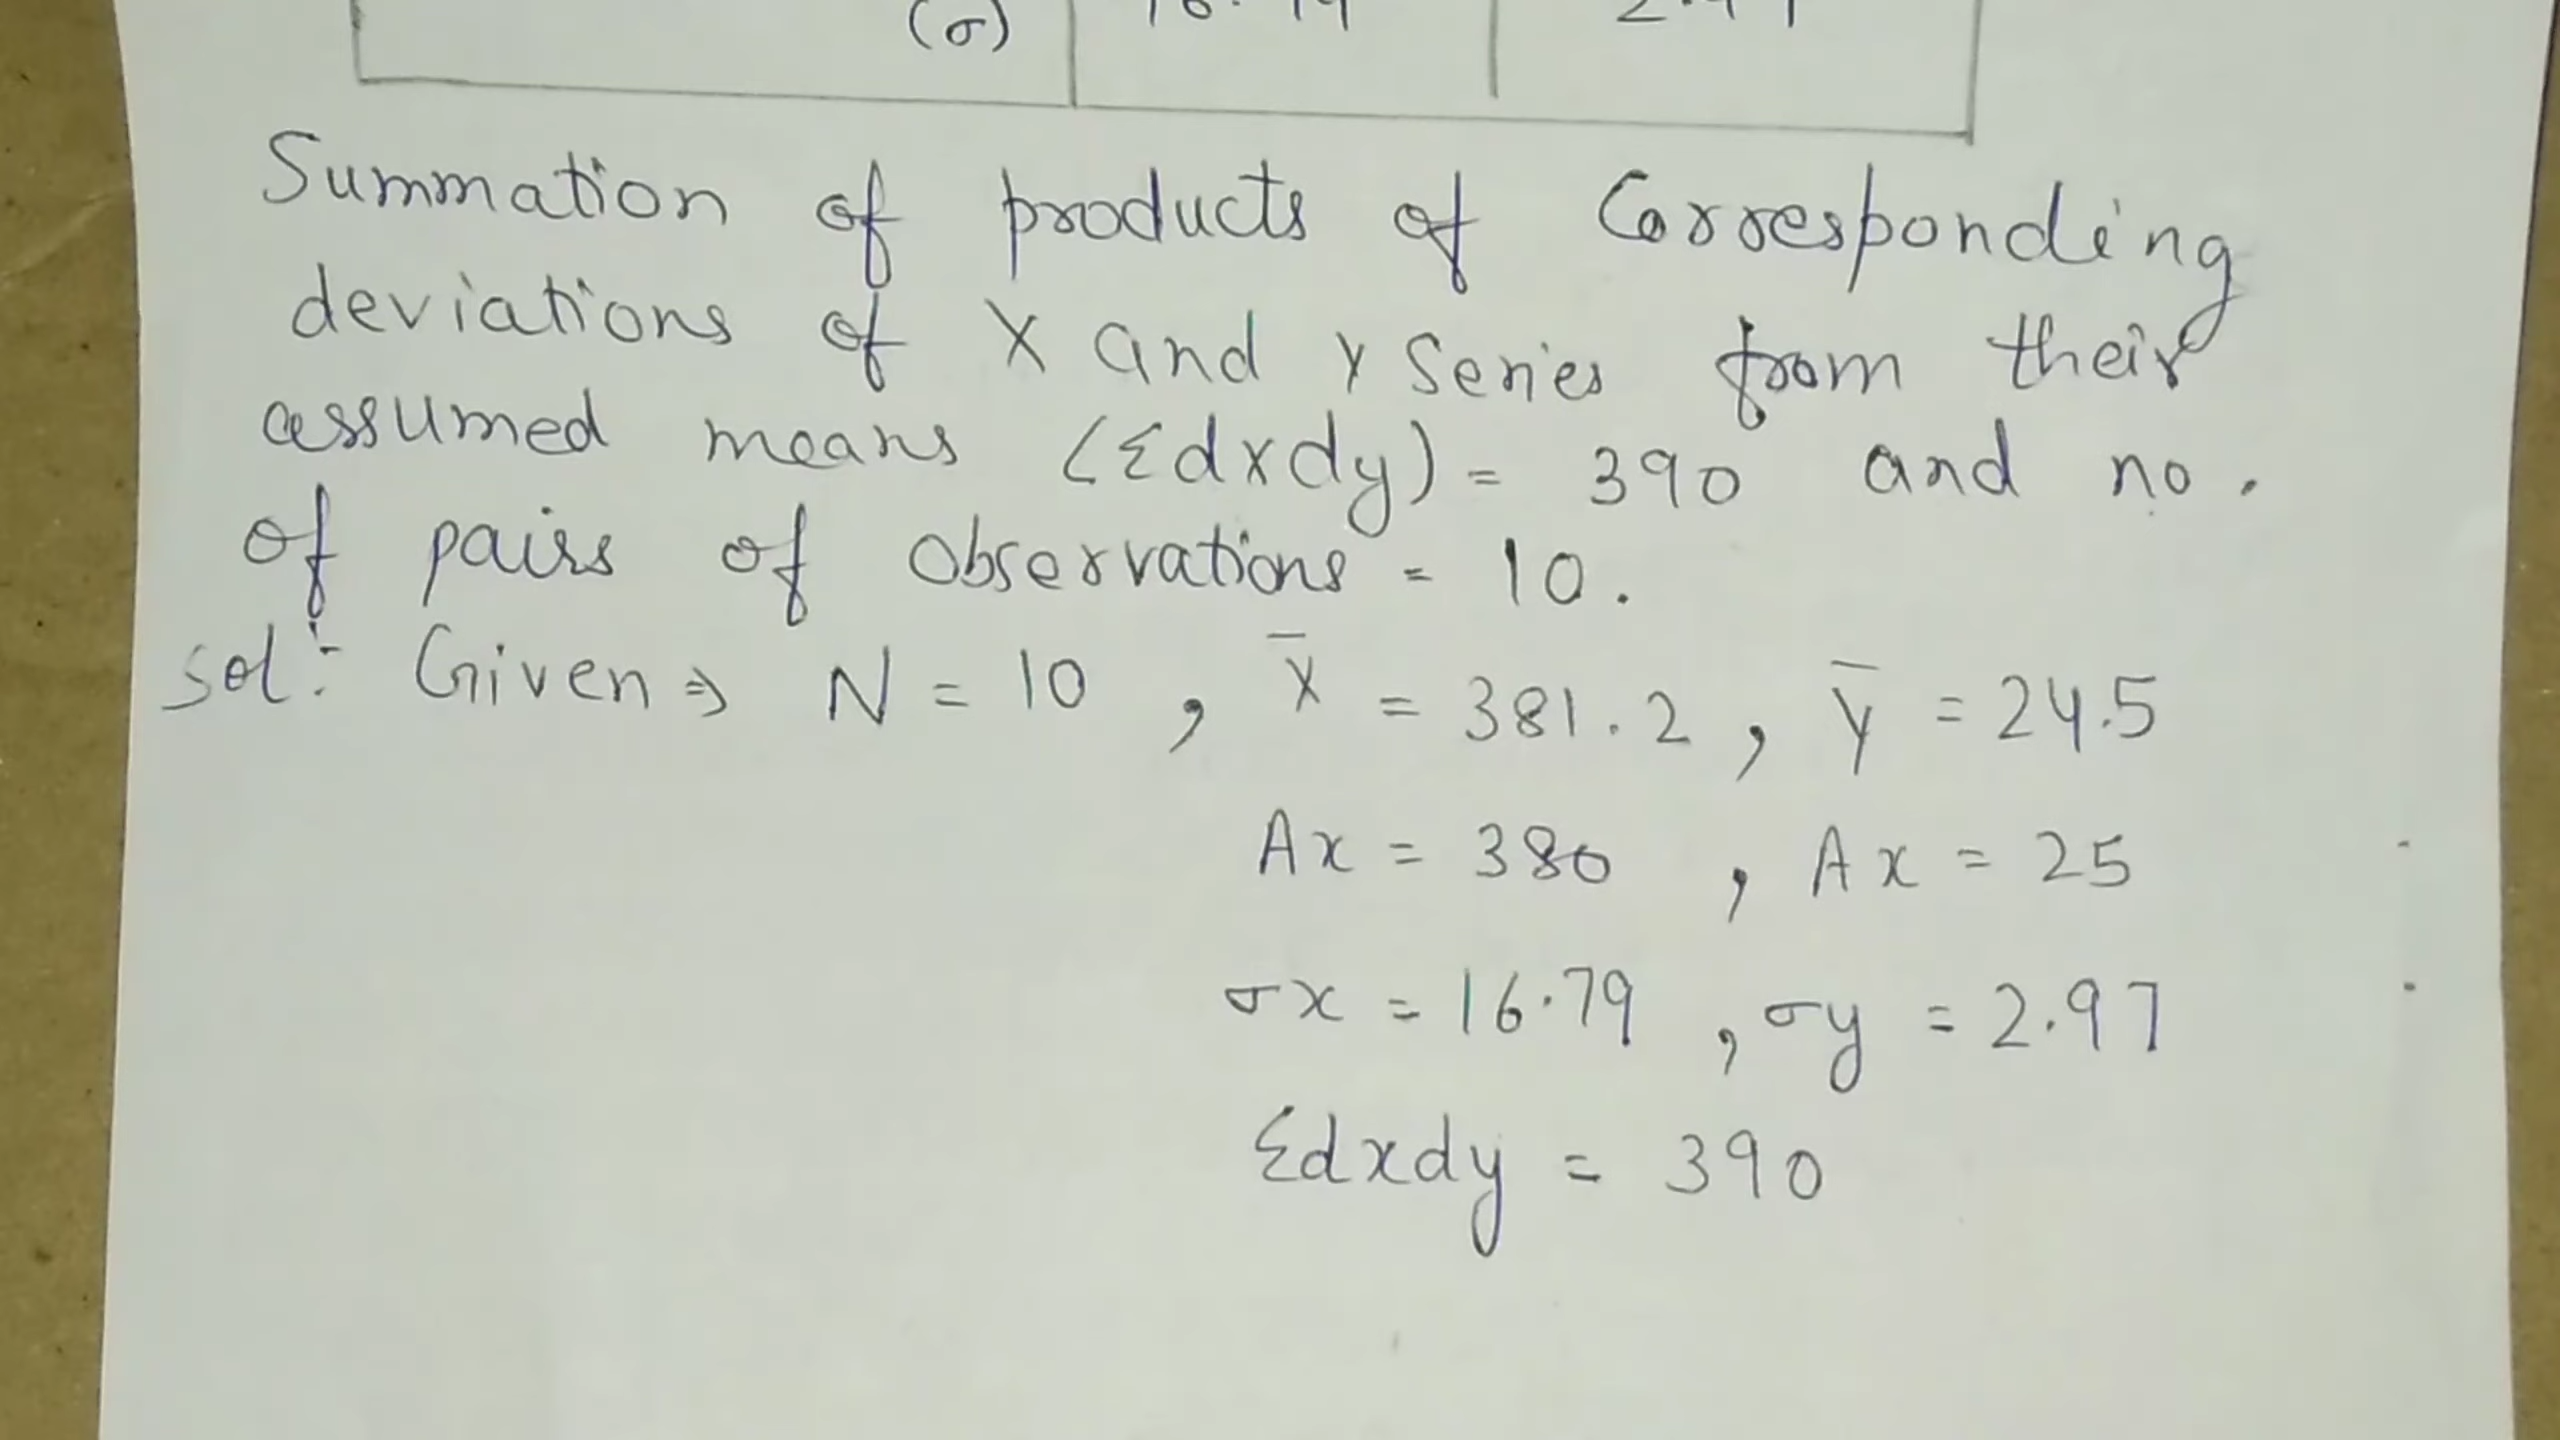 (σ)
Summation of products of Corresponding
deviations of X and Y Series from their
assumed means (Σdxdy) = 390 and no.
of pairs of Observations = 10.
Sol:- Given ⇒ N = 10 , X̄ = 381.2 , Ȳ = 24.5
Ax = 380 , Ax = 25
σx = 16.79 , σy = 2.97
Σdxdy = 390